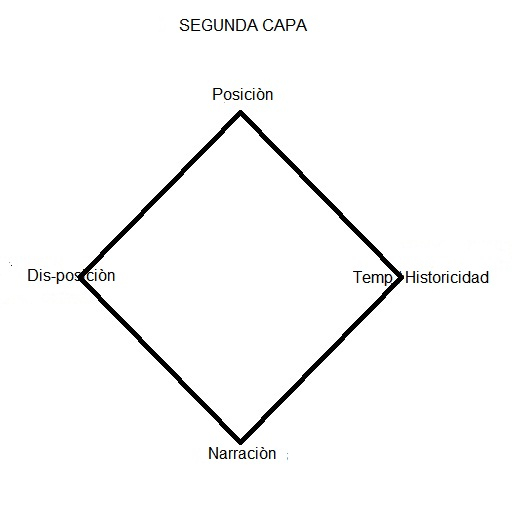 SEGUNDA CAPA
Posiciòn
Dis-posiciòn
Temp / Historicidad
Narraciòn